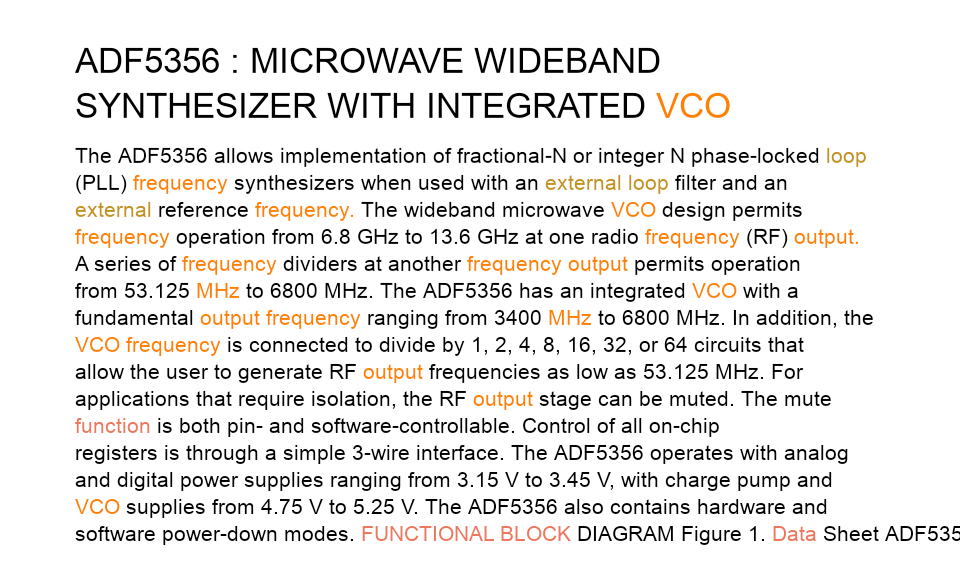 ADF5356 : MICROWAVE WIDEBAND
SYNTHESIZER WITH INTEGRATED VCO
The ADF5356 allows implementation of fractional-N or integer N phase-locked loop
(PLL) frequency synthesizers when used with an external loop filter and an
external reference frequency. The wideband microwave VCO design permits
frequency operation from 6.8 GHz to 13.6 GHz at one radio frequency (RF) output.
A series of frequency dividers at another frequency output permits operation
from 53.125 MHz to 6800 MHz. The ADF5356 has an integrated VCO with a
fundamental output frequency ranging from 3400 MHz to 6800 MHz. In addition, the
VCO frequency is connected to divide by 1, 2, 4, 8, 16, 32, or 64 circuits that
allow the user to generate RF output frequencies as low as 53.125 MHz. For
applications that require isolation, the RF output stage can be muted. The mute
function is both pin- and software-controllable. Control of all on-chip
registers is through a simple 3-wire interface. The ADF5356 operates with analog
and digital power supplies ranging from 3.15 V to 3.45 V, with charge pump and
VCO supplies from 4.75 V to 5.25 V. The ADF5356 also contains hardware and
software power-down modes. FUNCTIONAL BLOCK DIAGRAM Figure 1. Data Sheet ADF535